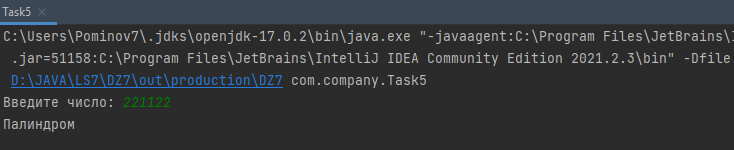 Task5
C:\Users\Pominov7\.jdks\openjdk-17.0.2\bin\java.exe "-javaagent:C:\Program Files\JetBrains\I
.jar=51158:C:\Program Files\JetBrains\IntelliJ IDEA Community Edition 2021.2.3\bin" -Dfile
D:\JAVA\LS7\DZ7\out\production\DZ7 com.company.Task5
Введите число: 221122
Палиндром